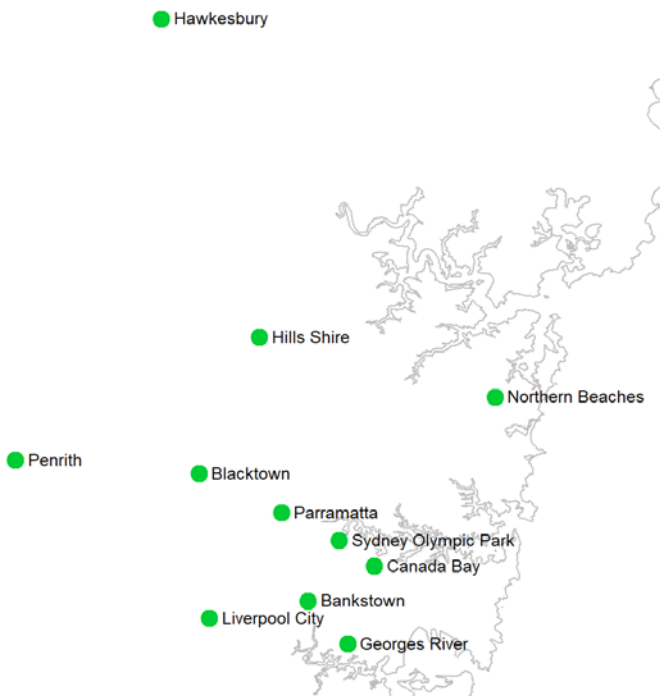 Hawkesbury
Hills Shire
Northern Beaches
Penrith
Blacktown
Parramatta
Sydney Olympic Park
Canada Bay
Bankstown
Liverpool City
Georges River